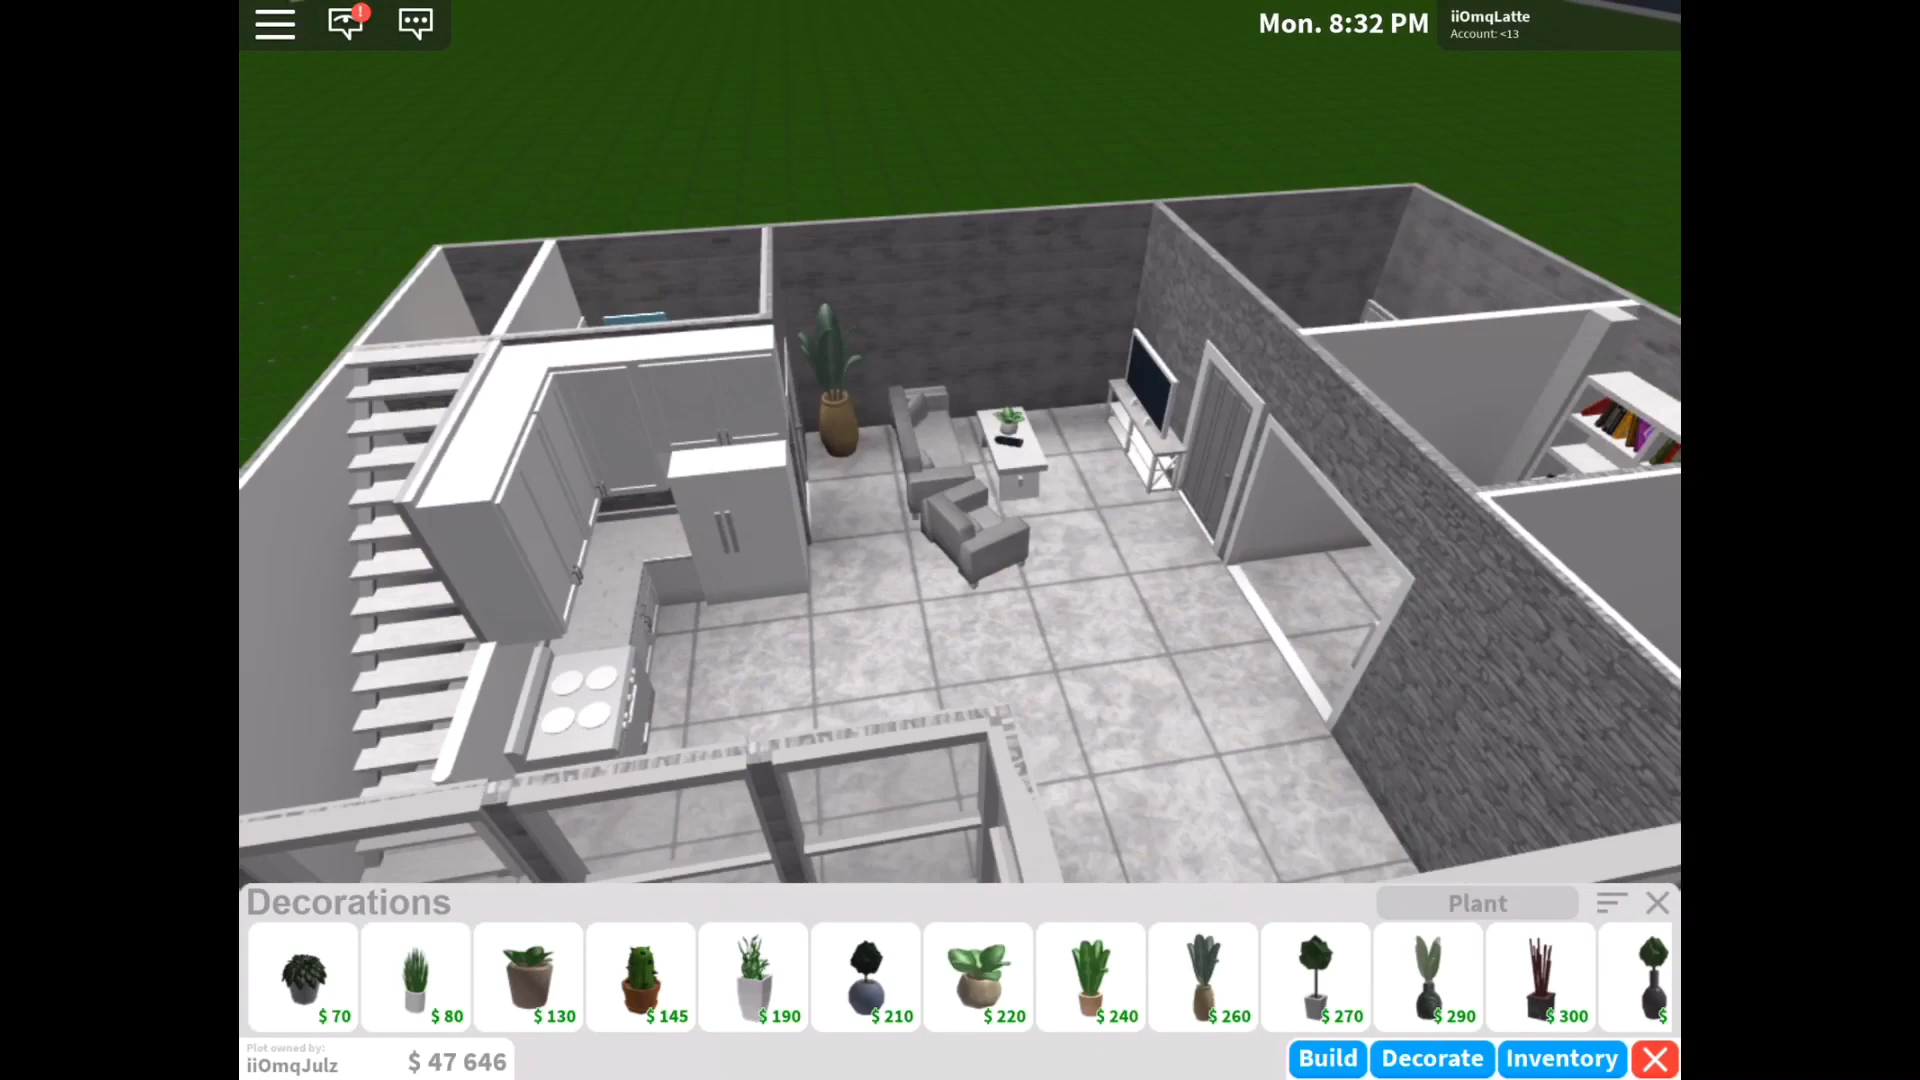 !
Mon. 8:32 PM
iiOmqLatte
Account: <13
Decorations
Plant
$ 70
$ 80
$ 130
$ 145
$ 190
$ 210
$ 220
$ 240
$ 260
$ 270
$ 290
$ 300
$
Plot owned by:
iiOmqJulz
$ 47 646
Build
Decorate
Inventory